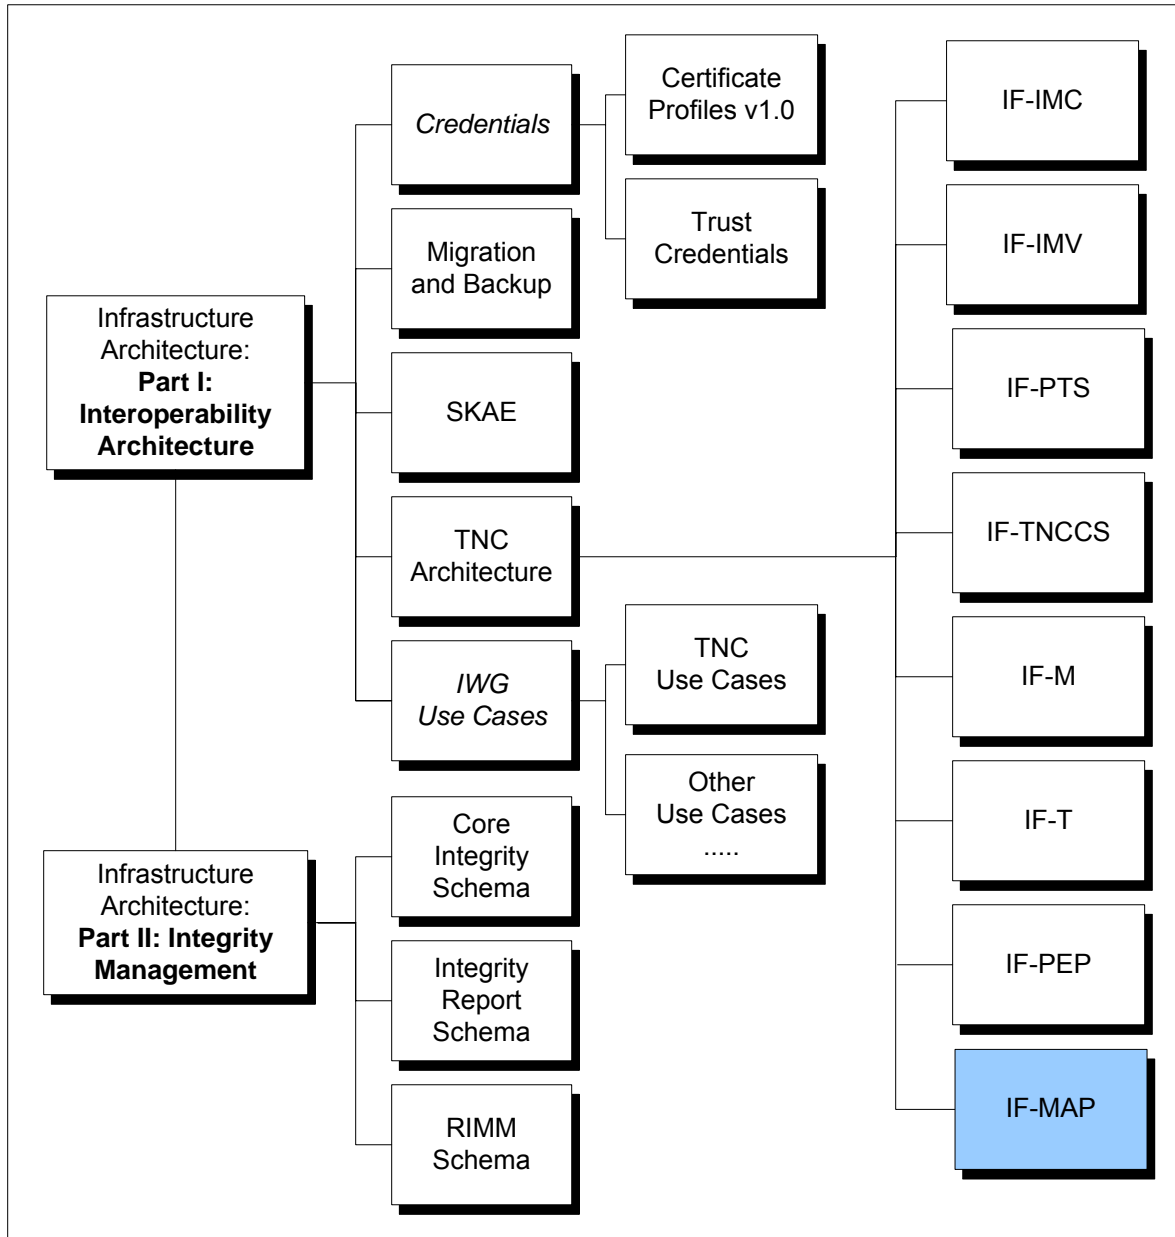 Infrastructure
Architecture:
Part I:
Interoperability
Architecture
Infrastructure
Architecture:
Part II: Integrity
Management
Credentials
Migration
and Backup
SKAE
TNC
Architecture
IWG
Use Cases
Core
Integrity
Schema
Integrity
Report
Schema
RIMM
Schema
Certificate
Profiles v1.0
Trust
Credentials
TNC
Use Cases
Other
Use Cases
.....
IF-IMC
IF-IMV
IF-PTS
IF-TNCCS
IF-M
IF-T
IF-PEP
IF-MAP